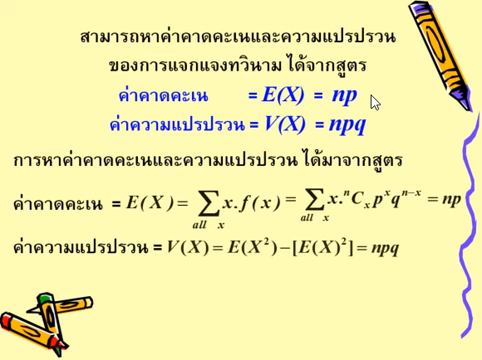 สามารถหาค่าคาดคะเนและความแปรปรวน
ของการแจกแจงทวินาม ได้จากสูตร
ค่าคาดคะเน = E(X) = np
ค่าความแปรปรวน = V(X) = npq
การหาค่าคาดคะเนและความแปรปรวน ได้มาจากสูตร
ค่าคาดคะเน = E(X) = ∑ x.f(x) = ∑ x.ⁿCₓpˣqⁿ⁻ˣ = np
all x all x
ค่าความแปรปรวน = V(X) = E(X²) – [E(X)²] = npq